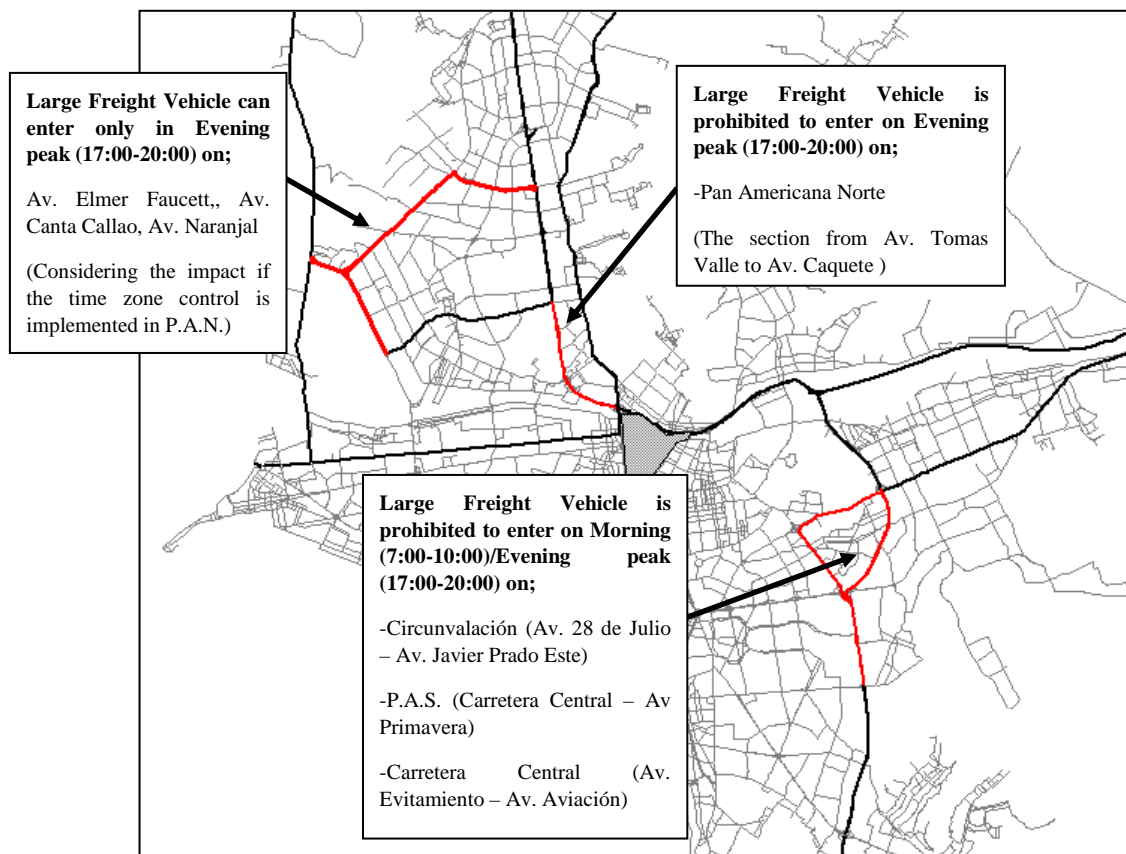 Large Freight Vehicle can
enter only in Evening
peak (17:00-20:00) on;
Av. Elmer Faucett,, Av.
Canta Callao, Av. Naranjal
(Considering the impact if
the time zone control is
implemented in P.A.N.)
Large Freight Vehicle is
prohibited to enter on Evening
peak (17:00-20:00) on;
-Pan Americana Norte
(The section from Av. Tomas
Valle to Av. Caquete )
Large Freight Vehicle is
prohibited to enter on Morning
(7:00-10:00)/Evening peak
(17:00-20:00) on;
-Circunvalación (Av. 28 de Julio
– Av. Javier Prado Este)
-P.A.S. (Carretera Central – Av
Primavera)
-Carretera Central (Av.
Evitamiento – Av. Aviación)